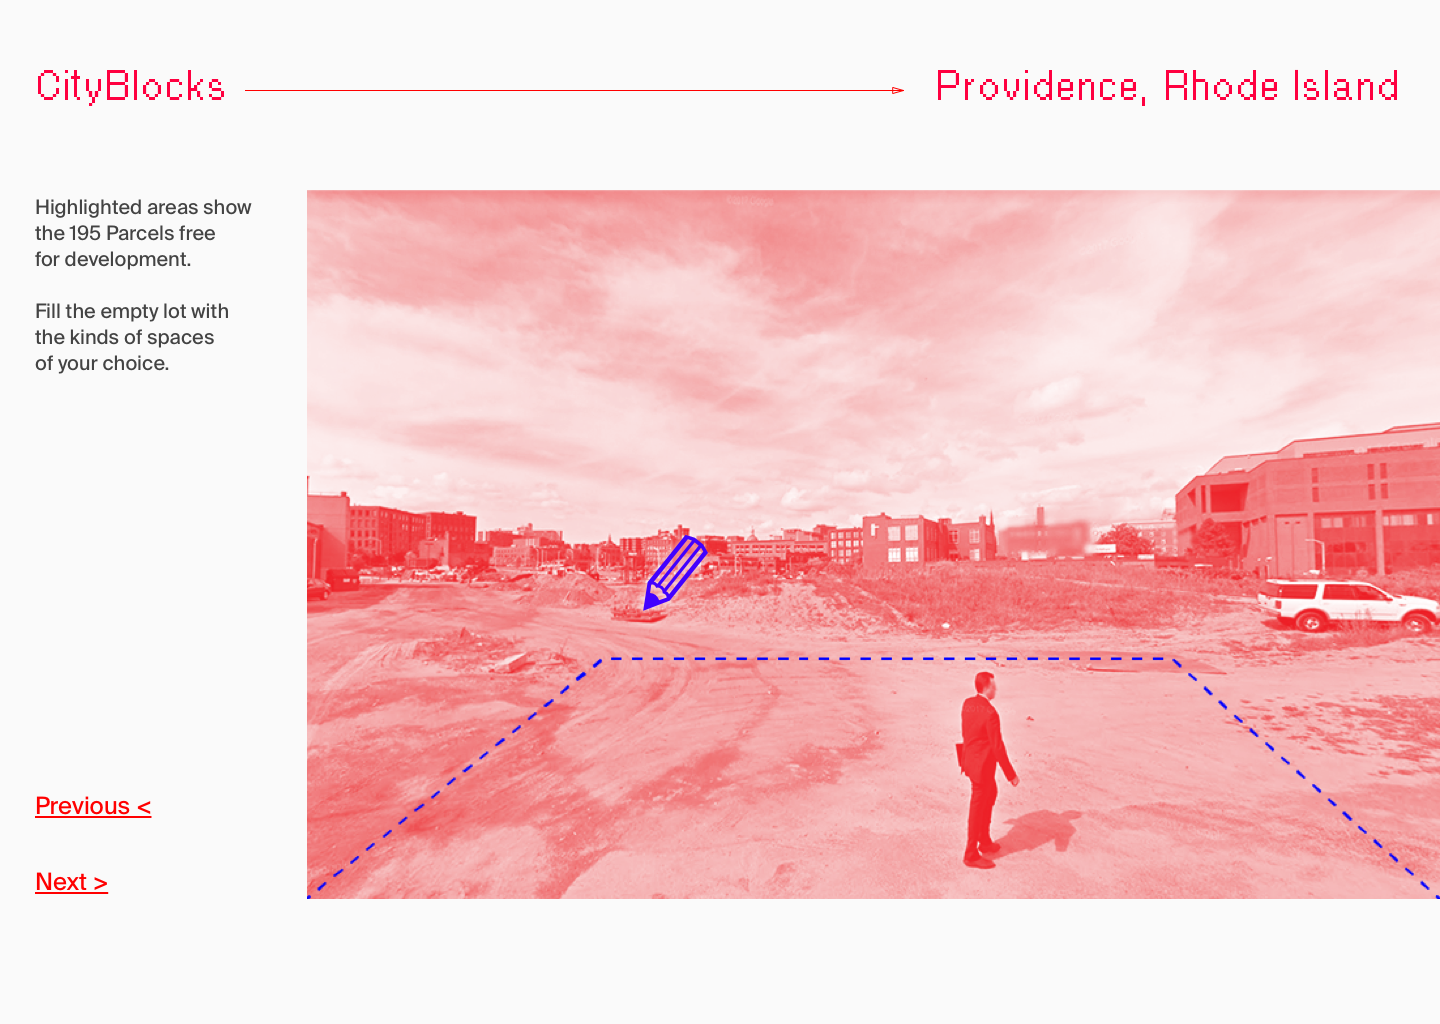 CityBlocks
Providence, Rhode Island
Highlighted areas show
the 195 Parcels free
for development.
Fill the empty lot with
the kinds of spaces
of your choice.
Previous <
Next >